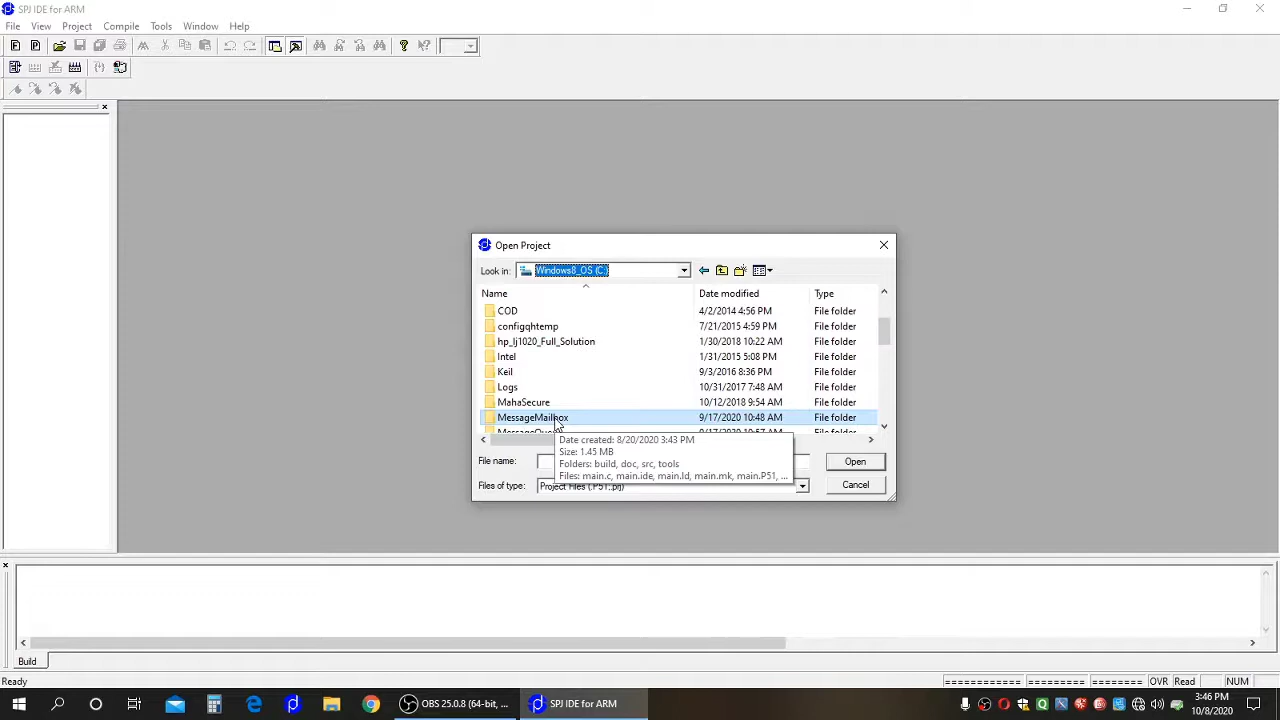 SPJ IDE for ARM
File View Project Compile Tools Window Help
Open Project
Look in: Windows8_OS (C:)
Name Date modified Type
COD 4/2/2014 4:56 PM File folder
configqhtemp 7/21/2015 4:59 PM File folder
hp_lj1020_Full_Solution 1/30/2018 10:22 AM File folder
Intel 1/31/2015 5:08 PM File folder
Keil 9/3/2016 8:36 PM File folder
Logs 10/31/2017 7:48 AM File folder
MahaSecure 10/12/2018 9:54 AM File folder
MessageMailbox 9/17/2020 10:48 AM File folder
Date created: 8/20/2020 3:43 PM
Size: 1.45 MB
Folders: build, doc, src, tools
Files: main.c, main.ide, main.ld, main.mk, main.P51, ...
File name: Open
Files of type: Project Files (.P51;.prj) Cancel
Build
Ready OVR Read NUM
OBS 25.0.8 (64-bit, ... SPJ IDE for ARM
3:46 PM
10/8/2020